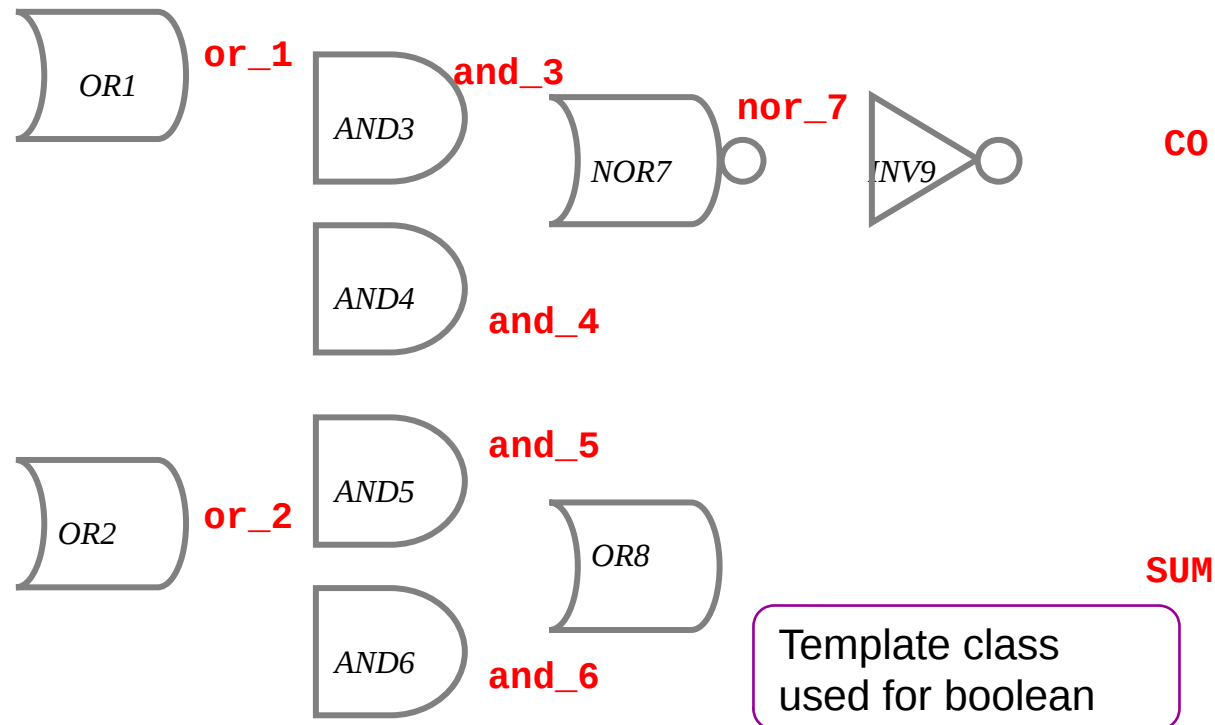 OR1
or_1
AND3
and_3
NOR7
nor_7
INV9
CO
AND4
and_4
AND5
and_5
OR2
or_2
OR8
SUM
AND6
and_6
Template class
used for boolean